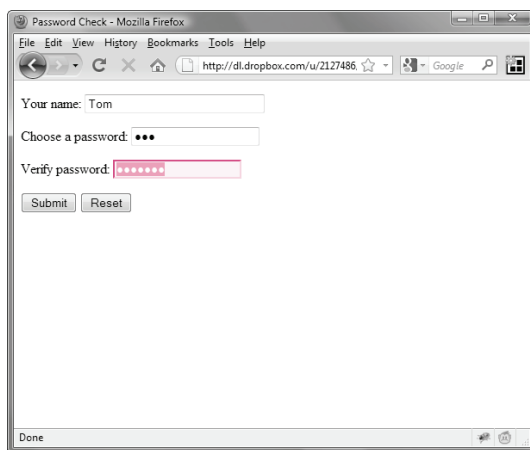 Password Check - Mozilla Firefox
File Edit View History Bookmarks Tools Help
http://dl.dropbox.com/u/2127486. Google
Your name: Tom
Choose a password: •••
Verify password: •••••••
Submit Reset
Done